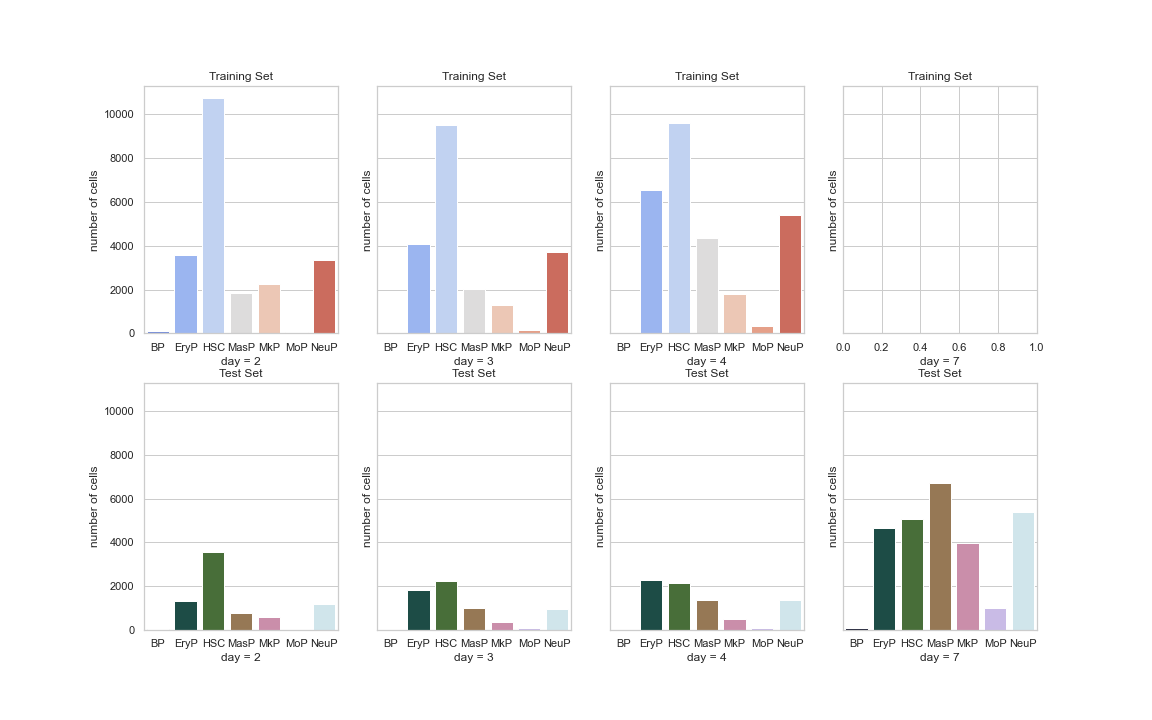 Training Set Training Set Training Set Training Set
10000
8000
6000
4000
2000
0
number of cells number of cells number of cells number of cells
BP EryP HSC MasP MkP MoP NeuP BP EryP HSC MasP MkP MoP NeuP BP EryP HSC MasP MkP MoP NeuP 0.0 0.2 0.4 0.6 0.8 1.0
day = 2 day = 3 day = 4 day = 7
Test Set Test Set Test Set Test Set
10000
8000
6000
4000
2000
0
number of cells number of cells number of cells number of cells
BP EryP HSC MasP MkP MoP NeuP BP EryP HSC MasP MkP MoP NeuP BP EryP HSC MasP MkP MoP NeuP BP EryP HSC MasP MkP MoP NeuP
day = 2 day = 3 day = 4 day = 7